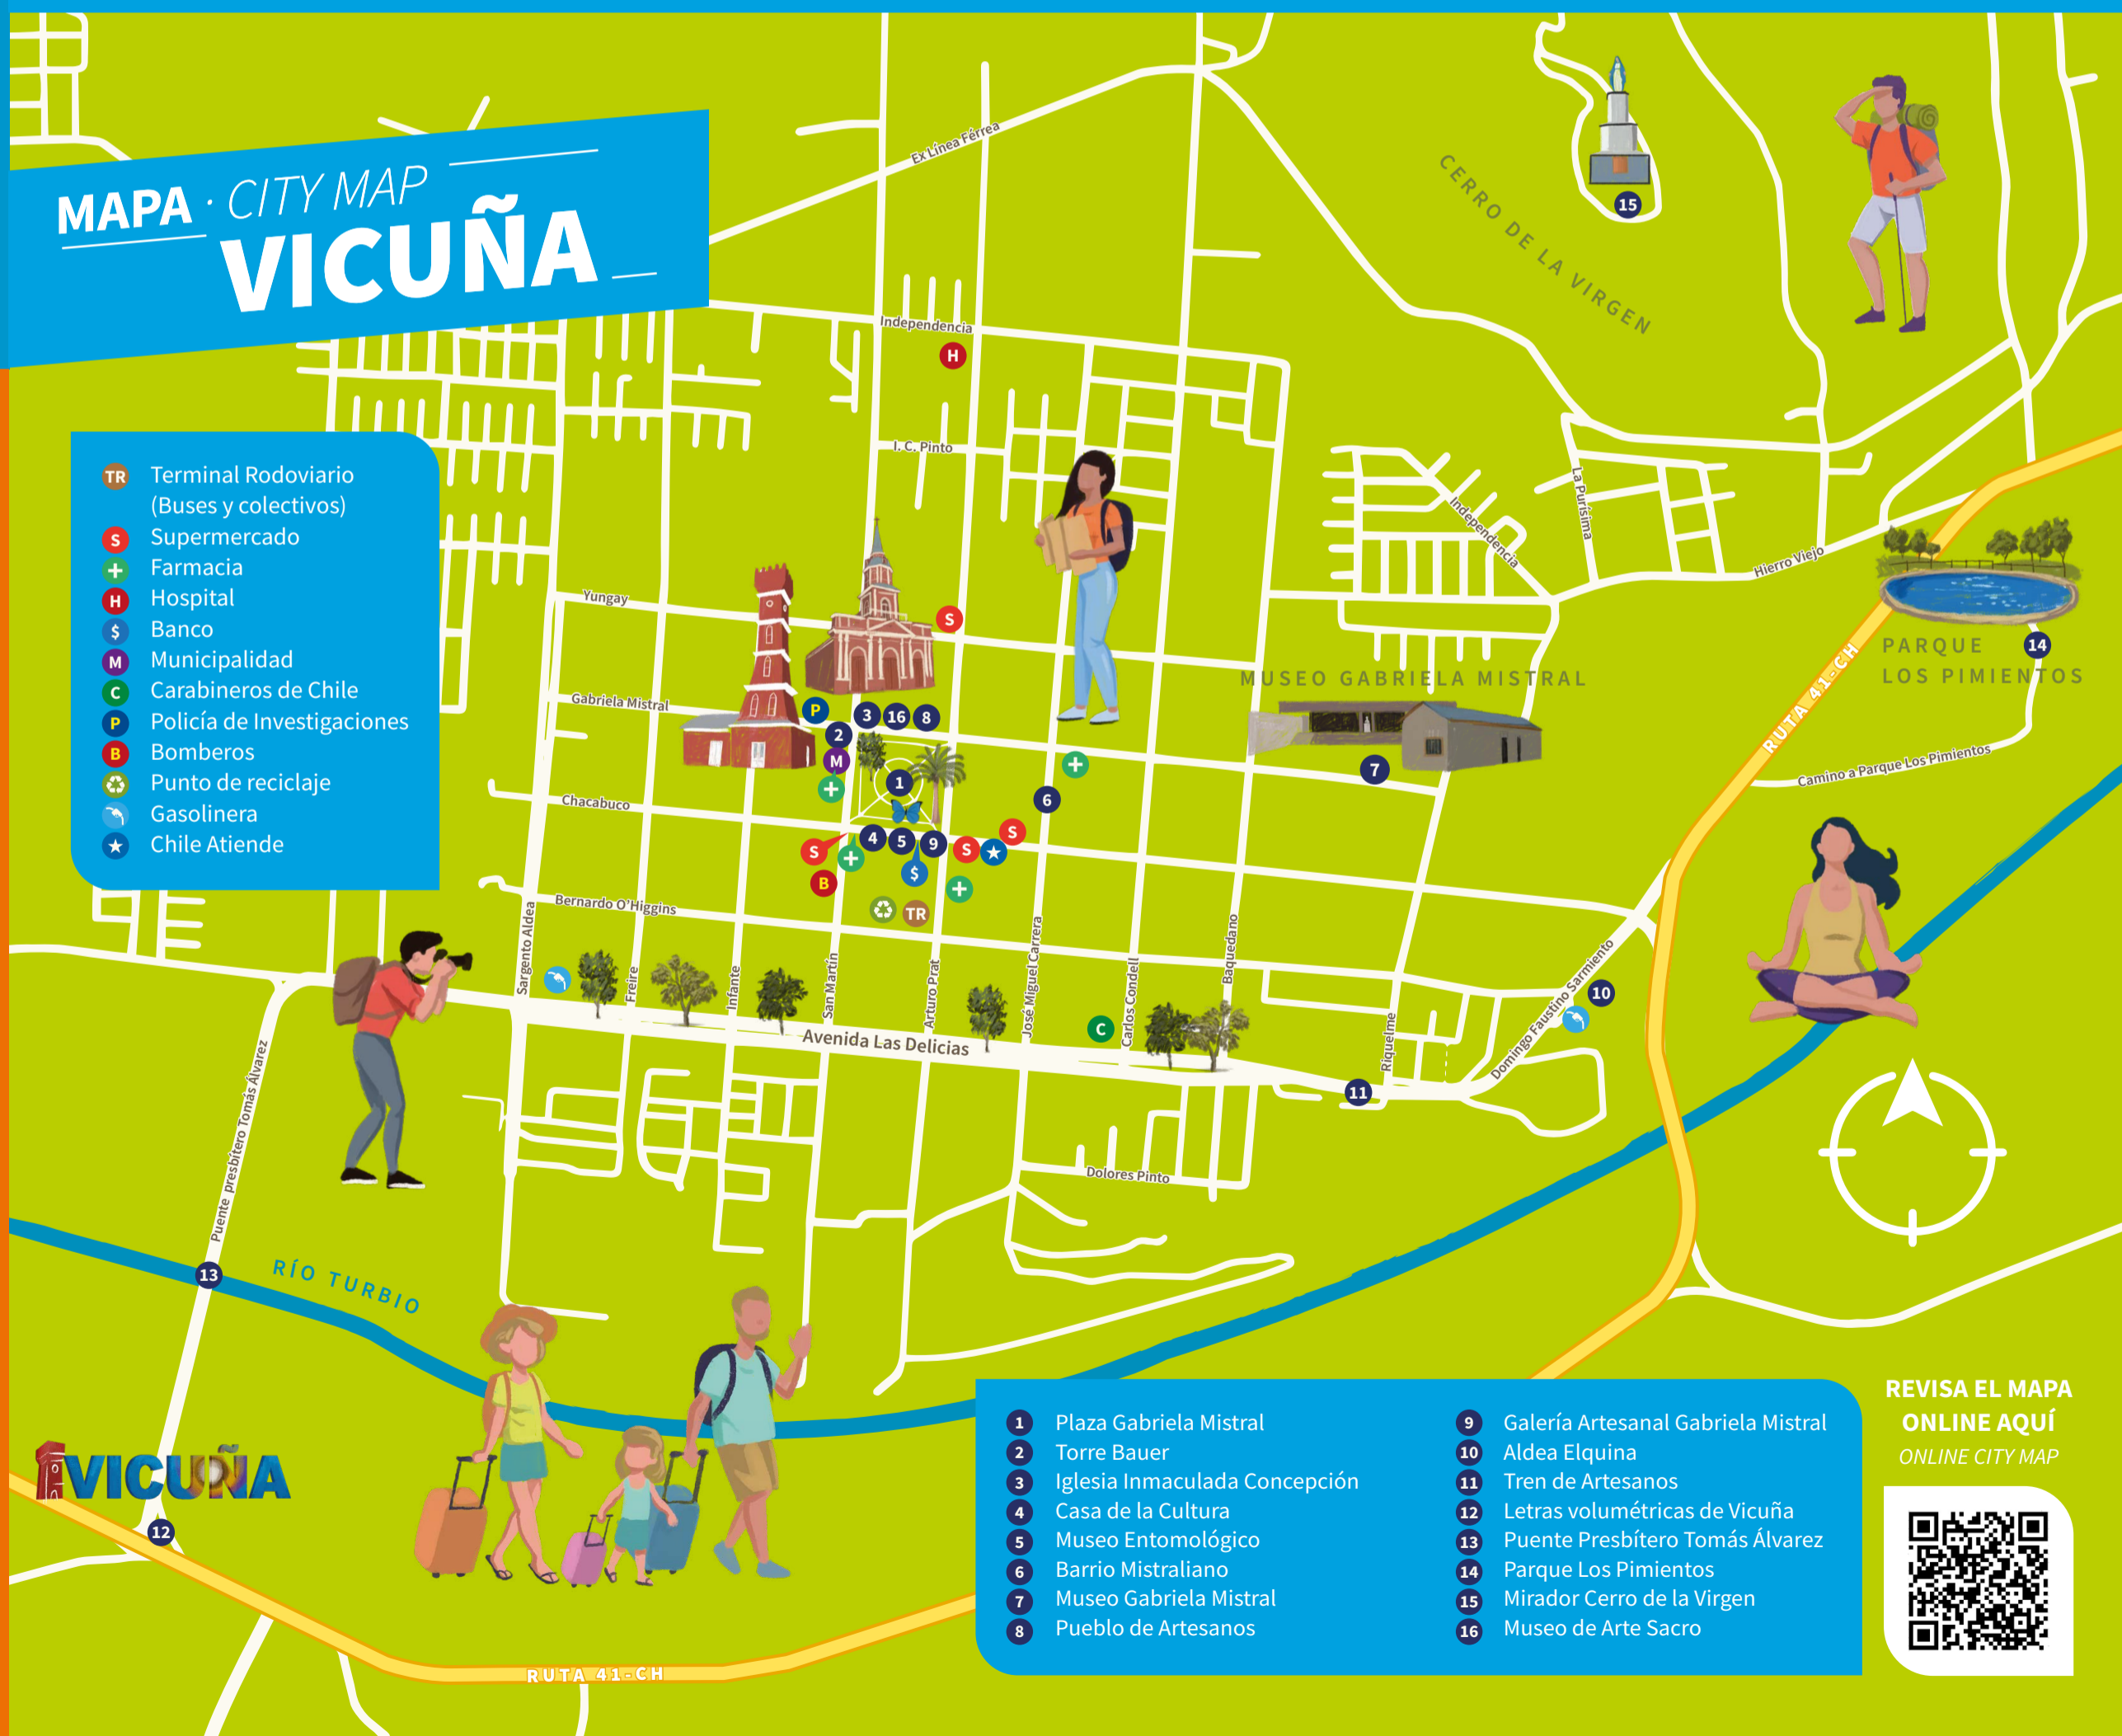 MAPA · CITY MAP
VICUÑA
TR Terminal Rodoviario
(Buses y colectivos)
S Supermercado
+ Farmacia
H Hospital
$ Banco
M Municipalidad
C Carabineros de Chile
P Policía de Investigaciones
B Bomberos
Punto de reciclaje
Gasolinera
★ Chile Atiende
Ex Línea Férrea
CERRO DE LA VIRGEN
15
Independencia
H
I. C. Pinto
La Purísima
Independencia
Hierro Viejo
Yungay
S
PARQUE
LOS PIMIENTOS
14
RUTA 41-CH
MUSEO GABRIELA MISTRAL
7
Camino a Parque Los Pimientos
Gabriela Mistral
P
3 16 8
2
M
+
1
+
6
Chacabuco
S
+
4 5 9
S
★
S
B
$
+
TR
Bernardo O'Higgins
Sargento Aldea
Freire
Infante
San Martín
Arturo Prat
José Miguel Carrera
Carlos Condell
Baquedano
Riquelme
Domingo Faustino Sarmiento
10
C
Avenida Las Delicias
11
Puente presbítero Tomás Álvarez
Dolores Pinto
13
RÍO TURBIO
VICUÑA
12
RUTA 41-CH
1 Plaza Gabriela Mistral
2 Torre Bauer
3 Iglesia Inmaculada Concepción
4 Casa de la Cultura
5 Museo Entomológico
6 Barrio Mistraliano
7 Museo Gabriela Mistral
8 Pueblo de Artesanos
9 Galería Artesanal Gabriela Mistral
10 Aldea Elquina
11 Tren de Artesanos
12 Letras volumétricas de Vicuña
13 Puente Presbítero Tomás Álvarez
14 Parque Los Pimientos
15 Mirador Cerro de la Virgen
16 Museo de Arte Sacro
REVISA EL MAPA
ONLINE AQUÍ
ONLINE CITY MAP